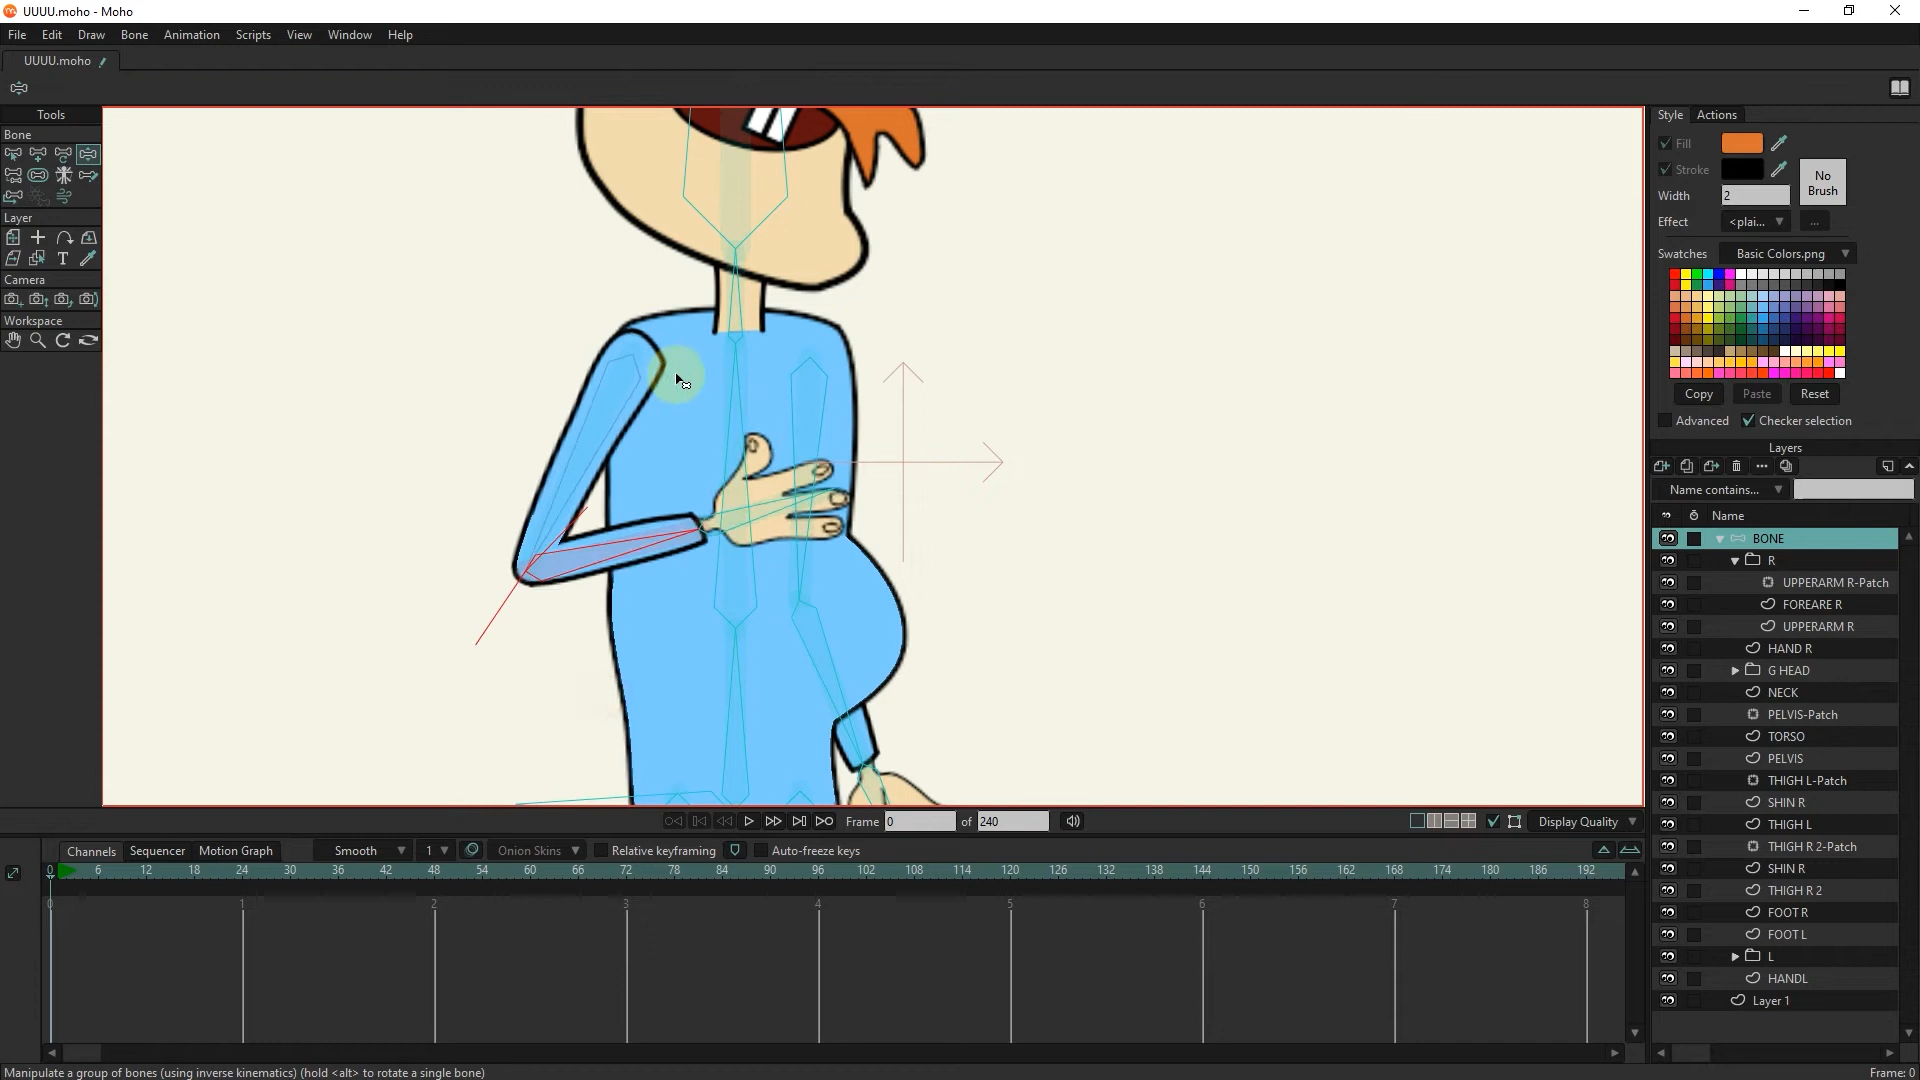 UUUU.moho - Moho
File Edit Draw Bone Animation Scripts View Window Help
UUUU.moho
Tools
Bone
Layer
Camera
Workspace
Style Actions
Fill
Stroke
No Brush
Width 2
Effect <plai... ...
Swatches Basic Colors.png
Copy Paste Reset
Advanced Checker selection
Layers
Name contains...
Name
BONE
R
UPPERARM R-Patch
FOREARE R
UPPERARM R
HAND R
G HEAD
NECK
PELVIS-Patch
TORSO
PELVIS
THIGH L-Patch
SHIN R
THIGH L
THIGH R 2-Patch
SHIN R
THIGH R 2
FOOT R
FOOT L
L
HANDL
Layer 1
Frame 0 of 240
Display Quality
Channels Sequencer Motion Graph Smooth 1 Onion Skins Relative keyframing Auto-freeze keys
0 6 12 18 24 30 36 42 48 54 60 66 72 78 84 90 96 102 108 114 120 126 132 138 144 150 156 162 168 174 180 186 192
0 1 2 3 4 5 6 7 8
Manipulate a group of bones (using inverse kinematics) (hold <alt> to rotate a single bone)
Frame: 0